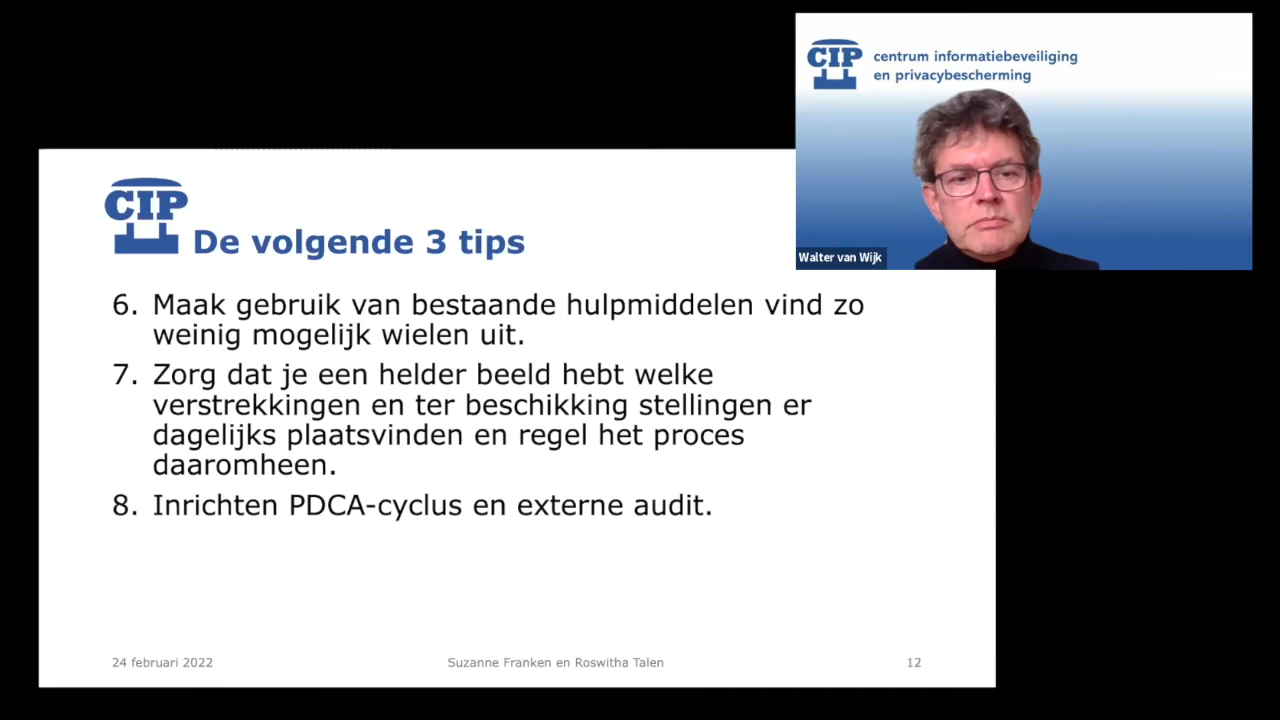 CIP
centrum informatiebeveiliging
en privacybescherming
Walter van Wijk
CIP
De volgende 3 tips
6. Maak gebruik van bestaande hulpmiddelen vind zo
weinig mogelijk wielen uit.
7. Zorg dat je een helder beeld hebt welke
verstrekkingen en ter beschikking stellingen er
dagelijks plaatsvinden en regel het proces
daaromheen.
8. Inrichten PDCA-cyclus en externe audit.
24 februari 2022
Suzanne Franken en Roswitha Talen
12